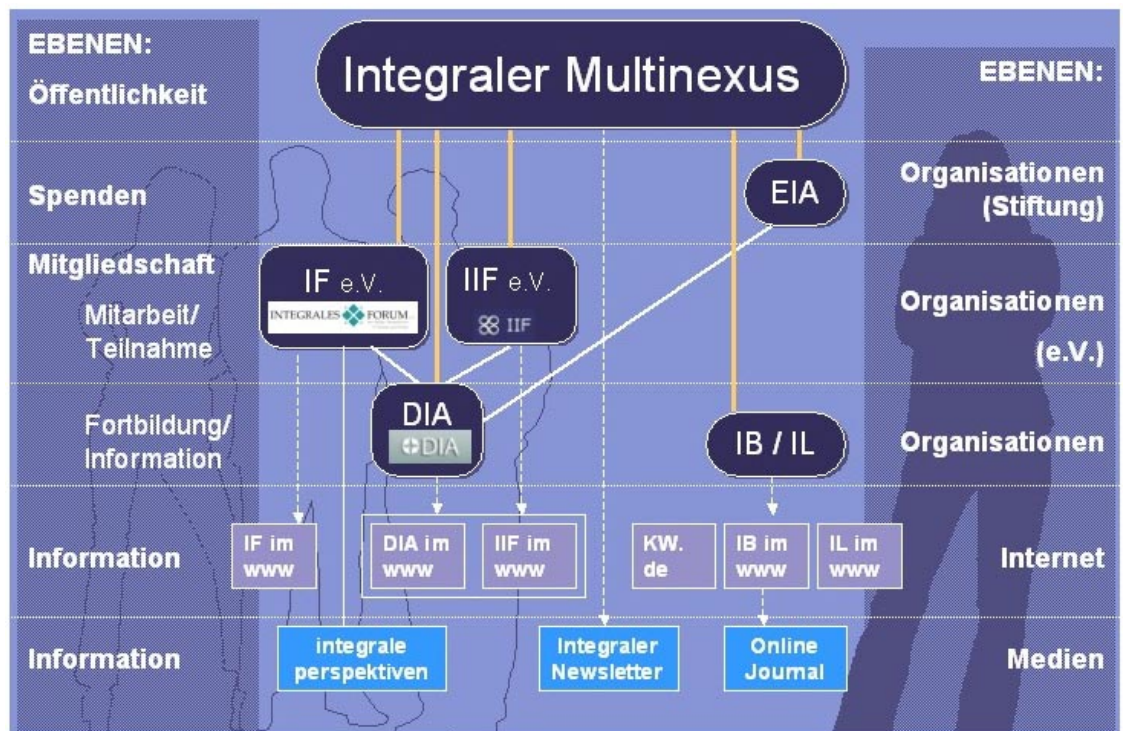 EBENEN:
Öffentlichkeit
Integraler Multinexus
EBENEN:
Spenden
EIA
Organisationen
(Stiftung)
Mitgliedschaft
Mitarbeit/
Teilnahme
IF e.V.
INTEGRALES FORUM
IIF e.V.
IIF
Organisationen
(e.V.)
Fortbildung/
Information
DIA
DIA
IB / IL
Organisationen
Information
IF im
www
DIA im
www
IIF im
www
KW.
de
IB im
www
IL im
www
Internet
Information
integrale
perspektiven
Integraler
Newsletter
Online
Journal
Medien